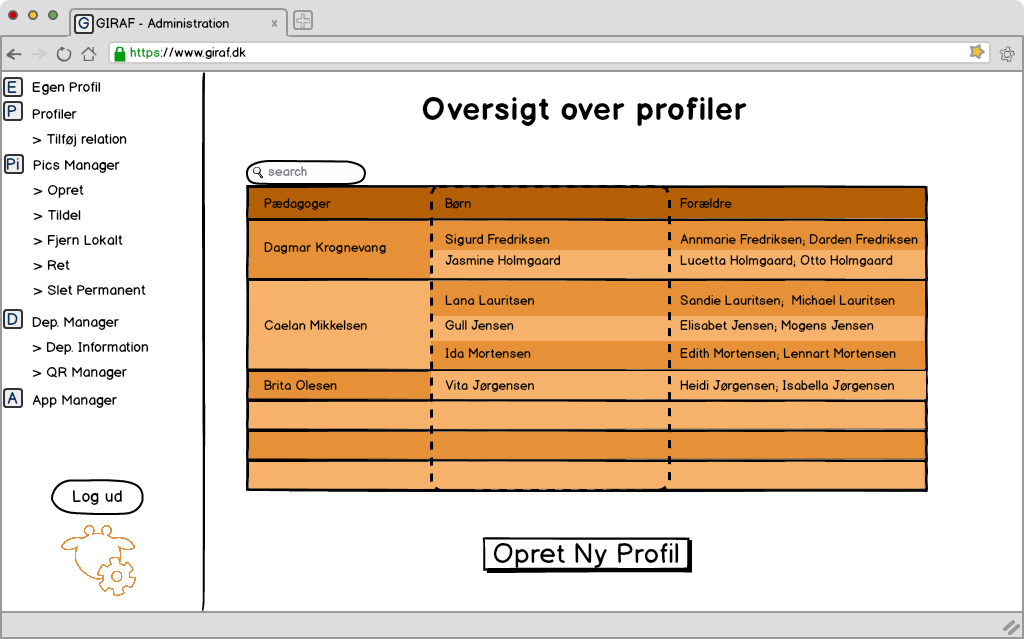 G GIRAF - Administration x
https://www.giraf.dk
E Egen Profil
P Profiler
> Tilføj relation
Pi Pics Manager
> Opret
> Tildel
> Fjern Lokalt
> Ret
> Slet Permanent
D Dep. Manager
> Dep. Information
> QR Manager
A App Manager
Log ud
Oversigt over profiler
search
Pædagoger Børn Forældre
Dagmar Krognevang
Sigurd Fredriksen Annmarie Fredriksen; Darden Fredriksen
Jasmine Holmgaard Lucetta Holmgaard; Otto Holmgaard
Caelan Mikkelsen
Lana Lauritsen Sandie Lauritsen; Michael Lauritsen
Gull Jensen Elisabet Jensen; Mogens Jensen
Ida Mortensen Edith Mortensen; Lennart Mortensen
Brita Olesen Vita Jørgensen Heidi Jørgensen; Isabella Jørgensen
Opret Ny Profil